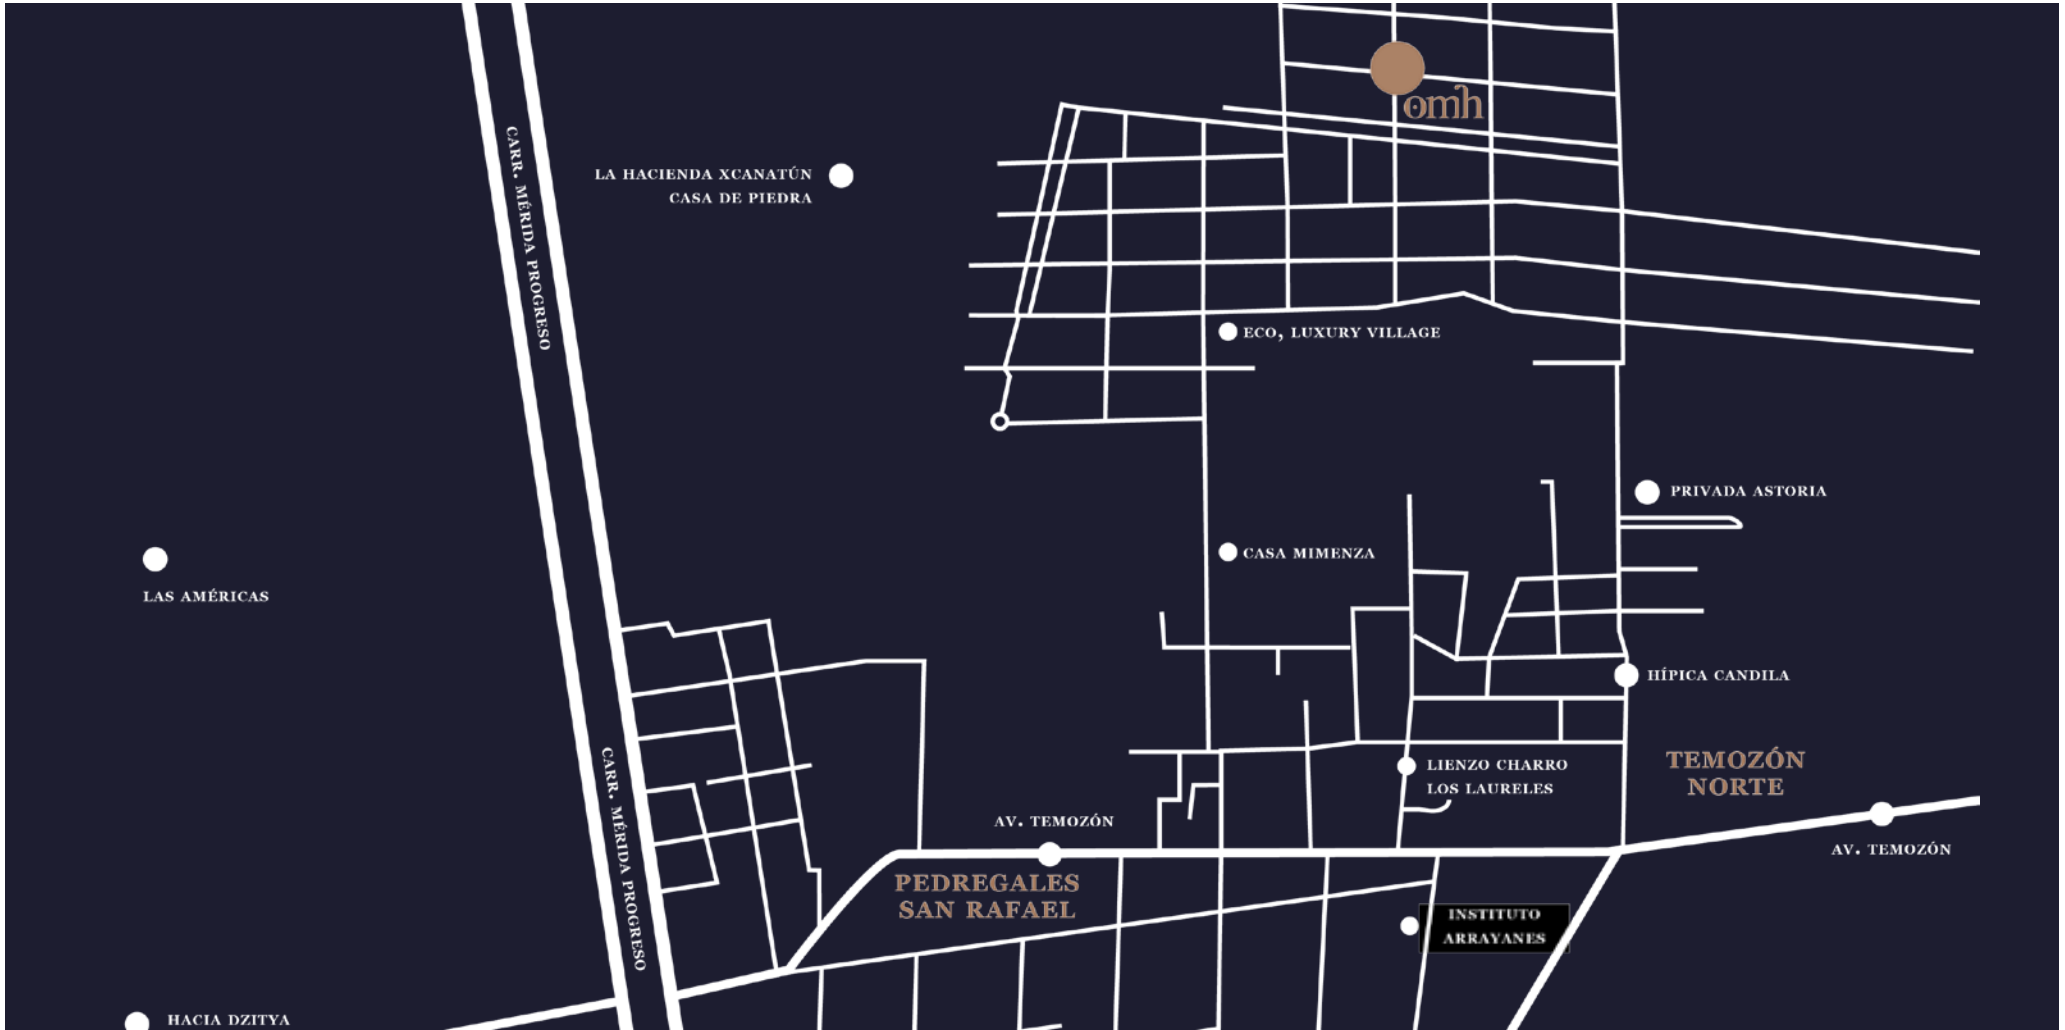 omh
CARR. MÉRIDA PROGRESO
LA HACIENDA XCANATÚN
CASA DE PIEDRA
ECO, LUXURY VILLAGE
PRIVADA ASTORIA
CASA MIMENZA
LAS AMÉRICAS
HÍPICA CANDILA
TEMOZÓN
NORTE
LIENZO CHARRO
LOS LAURELES
CARR. MÉRIDA PROGRESO
AV. TEMOZÓN
AV. TEMOZÓN
PEDREGALES
SAN RAFAEL
INSTITUTO
ARRAYANES
HACIA DZITYA